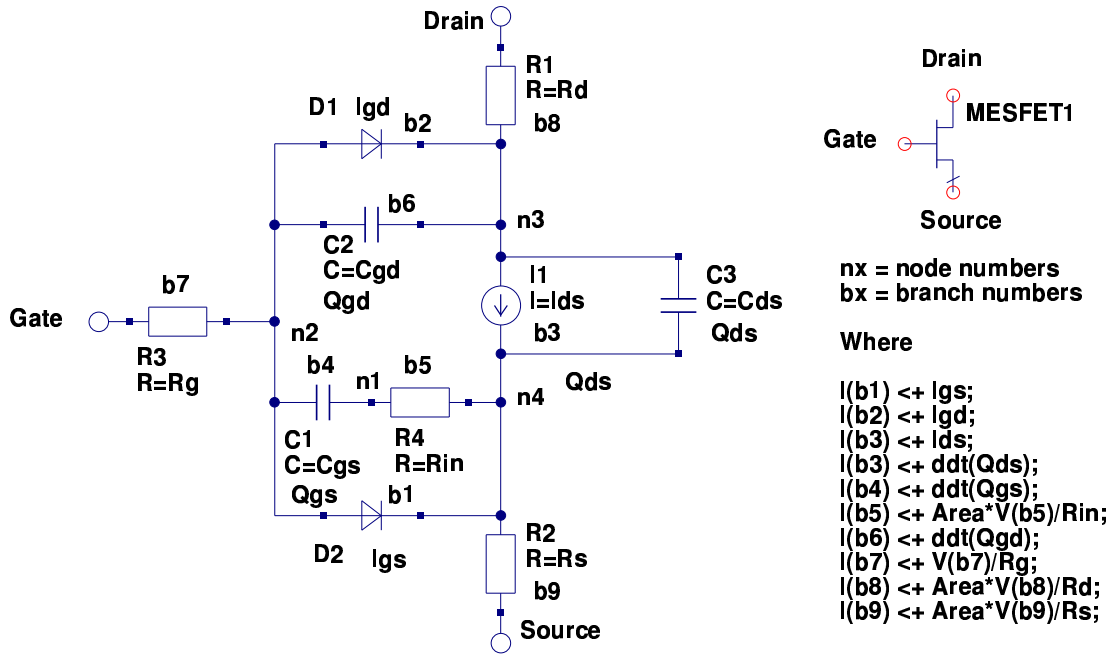 Drain
R1
R=Rd
b8
D1
Igd
b2
b6
n3
C2
C=Cgd
Qgd
I1
I=Ids
b3
C3
C=Cds
Qds
b7
Gate
n2
R3
R=Rg
b4
n1
b5
Qds
n4
C1
C=Cgs
Qgs
R4
R=Rin
b1
D2
Igs
R2
R=Rs
b9
Source
Drain
MESFET1
Gate
Source
nx = node numbers
bx = branch numbers
Where
I(b1) <+ Igs;
I(b2) <+ Igd;
I(b3) <+ Ids;
I(b3) <+ ddt(Qds);
I(b4) <+ ddt(Qgs);
I(b5) <+ Area*V(b5)/Rin;
I(b6) <+ ddt(Qgd);
I(b7) <+ V(b7)/Rg;
I(b8) <+ Area*V(b8)/Rd;
I(b9) <+ Area*V(b9)/Rs;